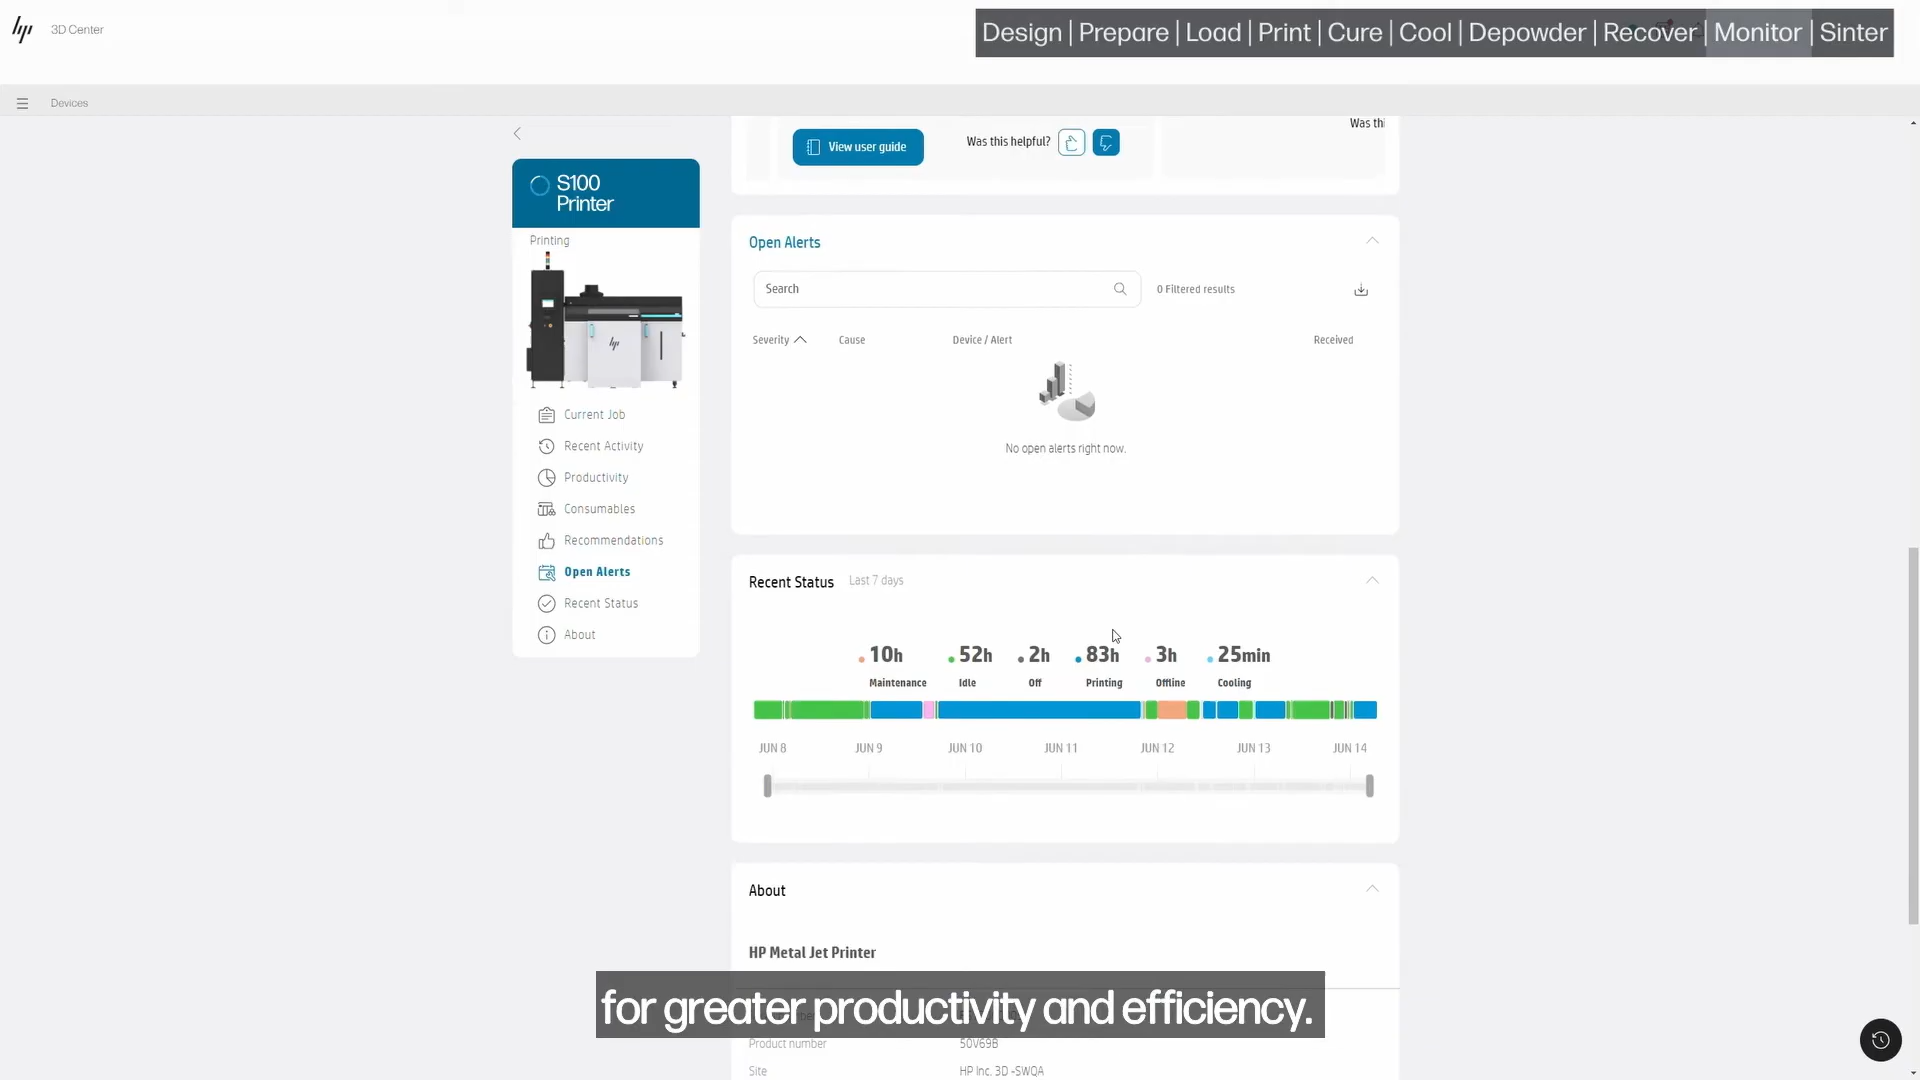 hp 3D Center
Design | Prepare | Load | Print | Cure | Cool | Depowder | Recover | Monitor | Sinter
Devices
S100
Printer
Printing
hp
Current Job
Recent Activity
Productivity
Consumables
Recommendations
Open Alerts
Recent Status
About
View user guide
Was this helpful?
Was thi
Open Alerts
Search
0 Filtered results
Severity Cause Device / Alert Received
No open alerts right now.
Recent Status Last 7 days
10h 52h 2h 83h 3h 25min
Maintenance Idle Off Printing Offline Cooling
JUN 8 JUN 9 JUN 10 JUN 11 JUN 12 JUN 13 JUN 14
About
HP Metal Jet Printer
for greater productivity and efficiency.
Product number 50V69B
Site HP Inc. 3D -SWQA